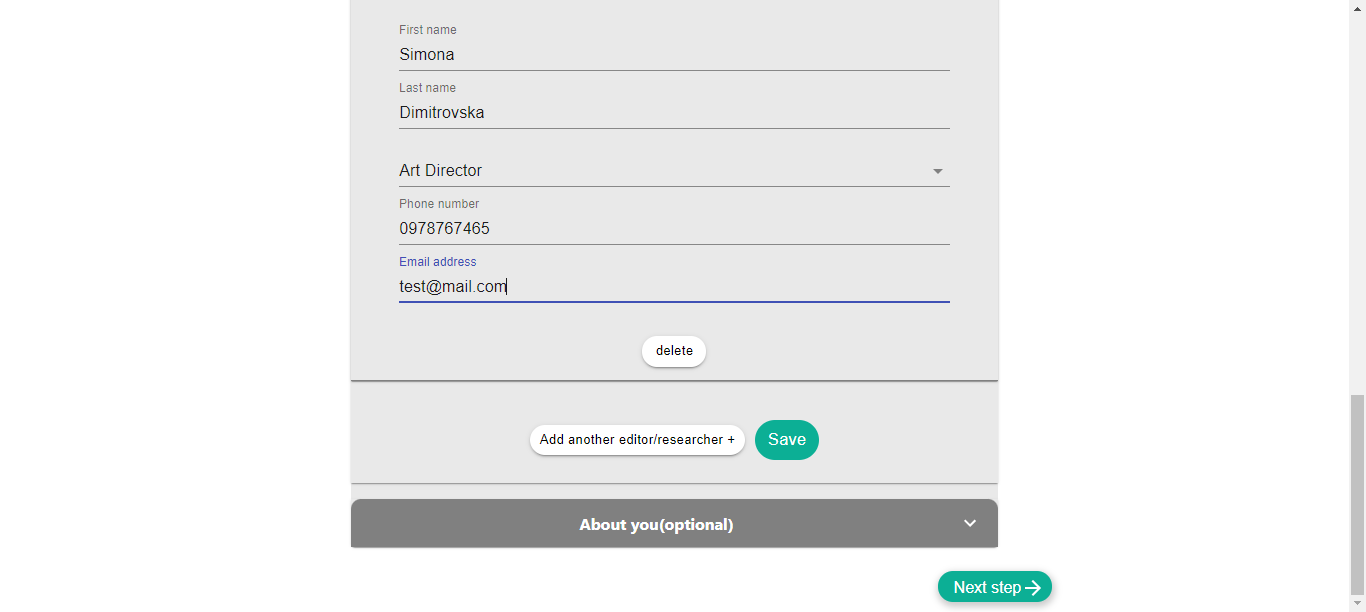 First name
Simona
Last name
Dimitrovska
Art Director
Phone number
0978767465
Email address
test@mail.com
delete
Add another editor/researcher +
Save
About you(optional)
Next step